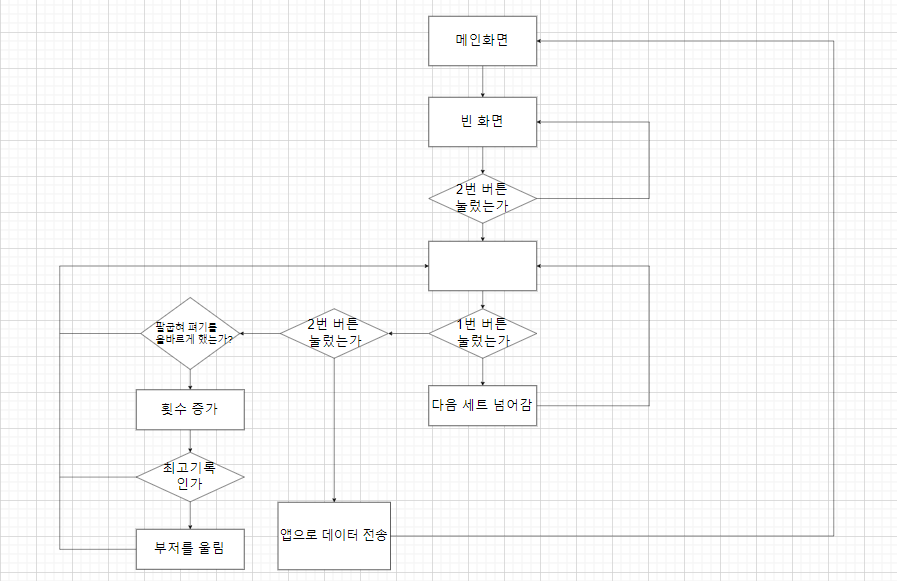 메인화면
빈 화면
2번 버튼
눌렀는가
1번 버튼
눌렀는가
2번 버튼
눌렀는가
팔굽혀 펴기를
올바르게 했는가?
다음 세트 넘어감
횟수 증가
최고기록
인가
앱으로 데이터 전송
부저를 울림